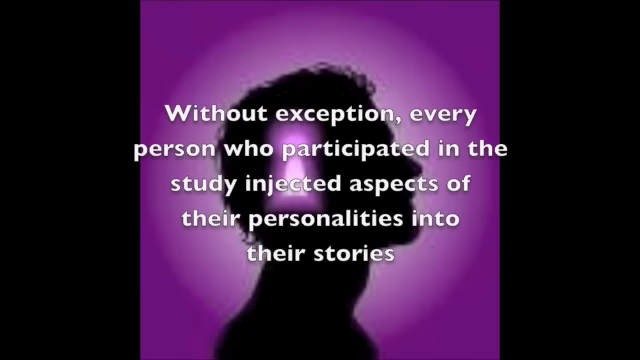 Without exception, every
person who participated in the
study injected aspects of
their personalities into
their stories